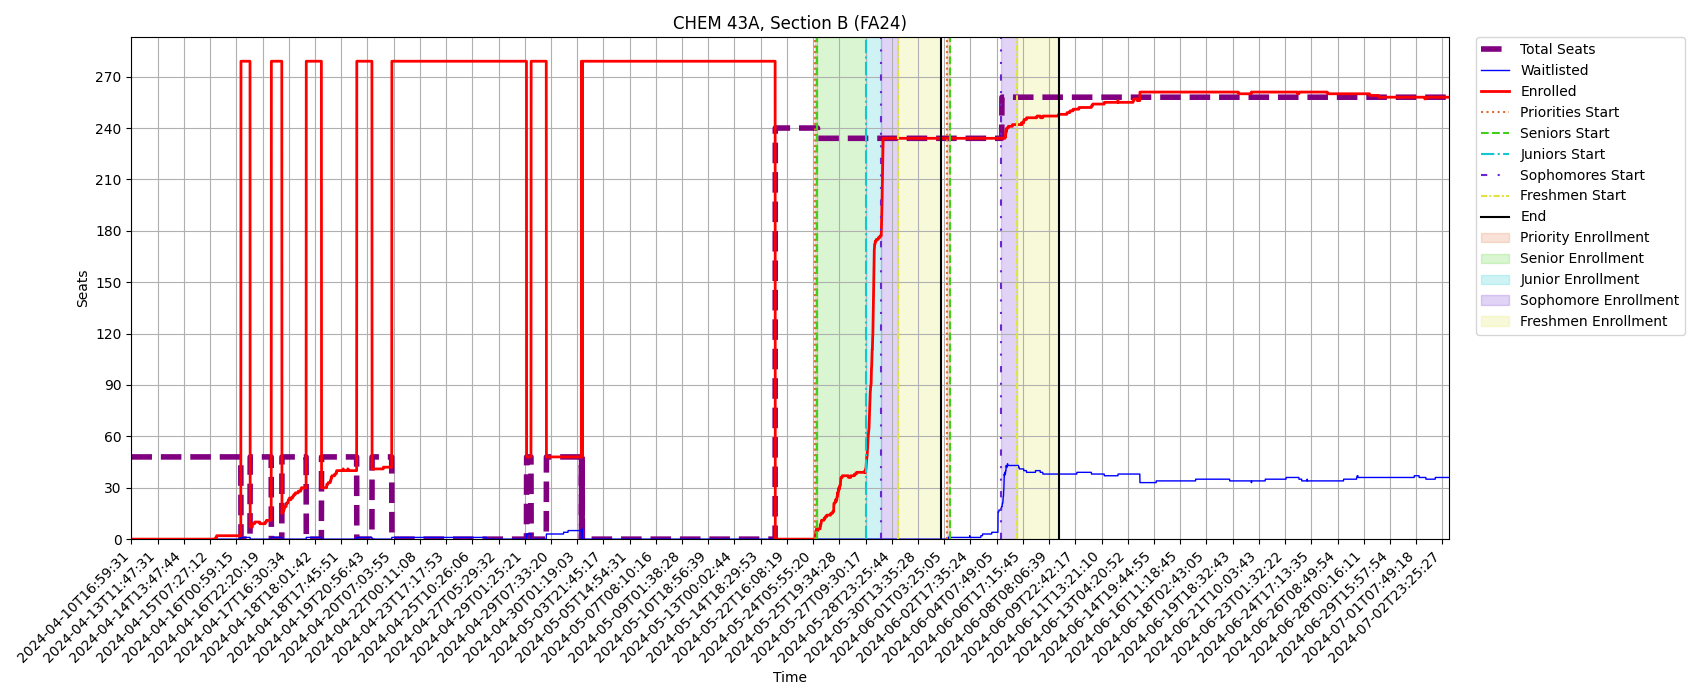 CHEM 43A, Section B (FA24)
Total Seats
Waitlisted
Enrolled
Priorities Start
Seniors Start
Juniors Start
Sophomores Start
Freshmen Start
End
Priority Enrollment
Senior Enrollment
Junior Enrollment
Sophomore Enrollment
Freshmen Enrollment
Seats
270
240
210
180
150
120
90
60
30
0
2024-04-10T16:59:31
2024-04-13T11:47:31
2024-04-14T13:47:44
2024-04-15T07:27:12
2024-04-16T00:59:15
2024-04-16T22:20:19
2024-04-17T16:30:34
2024-04-18T18:01:42
2024-04-18T17:45:51
2024-04-19T20:56:43
2024-04-20T07:03:55
2024-04-22T00:11:08
2024-04-23T17:17:53
2024-04-25T10:26:06
2024-04-27T05:29:32
2024-04-29T01:25:21
2024-04-29T07:33:20
2024-04-30T01:19:03
2024-05-03T21:45:17
2024-05-05T14:54:31
2024-05-07T08:10:16
2024-05-09T01:38:28
2024-05-10T18:56:39
2024-05-13T00:02:44
2024-05-14T18:29:53
2024-05-22T16:08:19
2024-05-24T05:55:20
2024-05-25T19:34:28
2024-05-27T09:30:17
2024-05-28T23:25:44
2024-05-30T13:35:28
2024-06-01T03:25:05
2024-06-02T17:35:24
2024-06-04T07:49:05
2024-06-06T17:15:45
2024-06-08T08:06:39
2024-06-09T22:42:17
2024-06-11T13:21:10
2024-06-13T04:20:52
2024-06-14T19:44:55
2024-06-16T11:18:45
2024-06-18T02:43:05
2024-06-19T18:32:43
2024-06-21T10:03:43
2024-06-23T01:32:22
2024-06-24T17:13:35
2024-06-26T08:49:54
2024-06-28T00:16:11
2024-06-29T15:57:54
2024-07-01T07:49:18
2024-07-02T23:25:27
Time